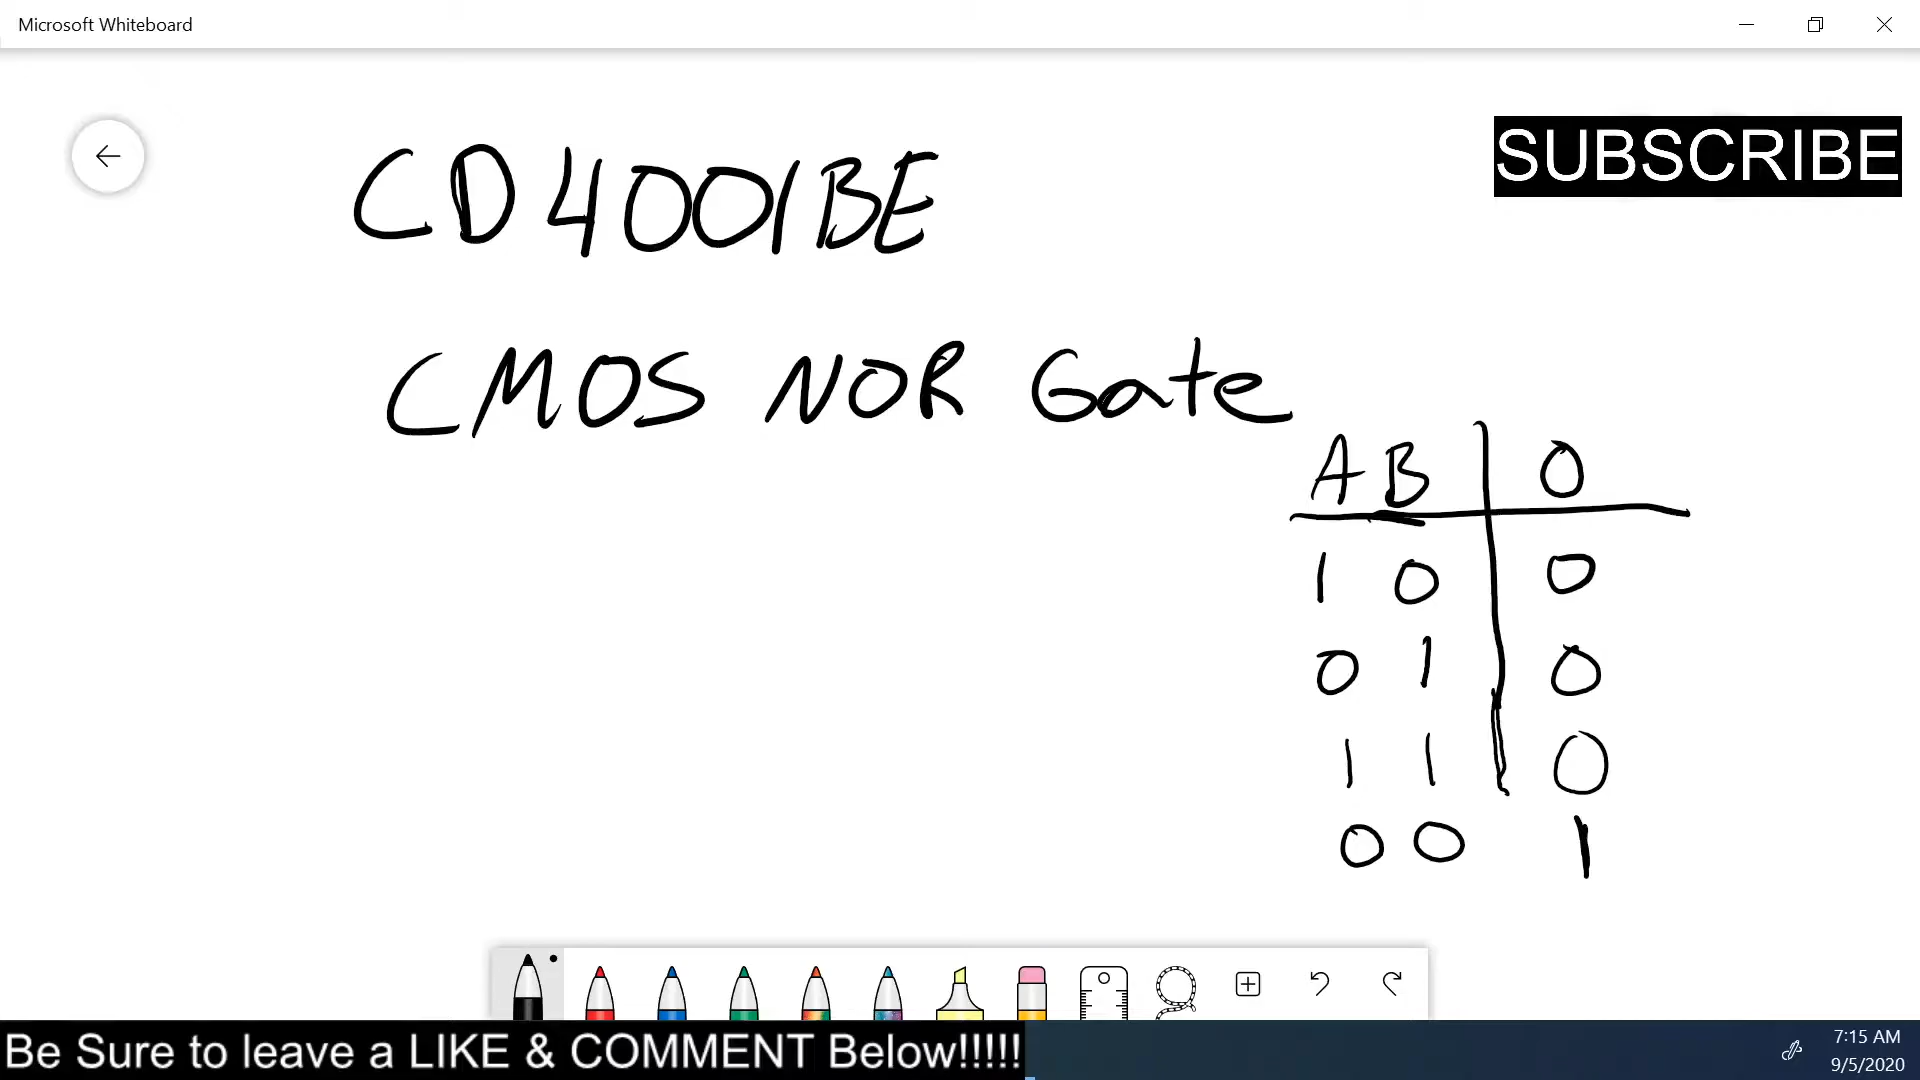 Microsoft Whiteboard
SUBSCRIBE
CD4001BE
CMOS NOR Gate
A B O
1 0 0
0 1 0
1 1 0
0 0 1
Be Sure to leave a LIKE & COMMENT Below!!!!!
7:15 AM
9/5/2020